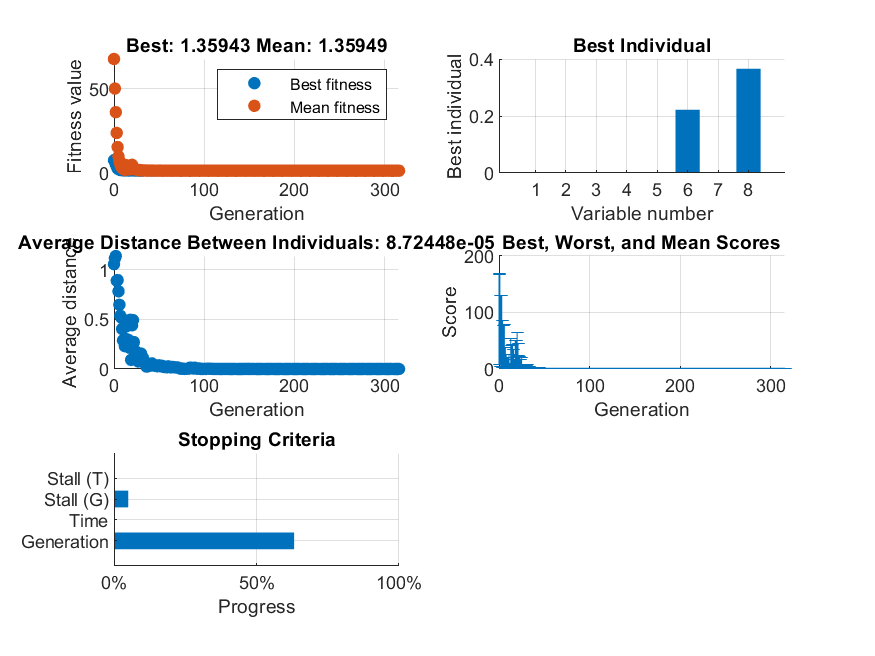 Best: 1.35943 Mean: 1.35949
Fitness value
50
0
Best fitness
Mean fitness
0 100 200 300
Generation
Best Individual
Best individual
0.4
0.2
0
1 2 3 4 5 6 7 8
Variable number
Average Distance Between Individuals: 8.72448e-05
Average distance
1
0.5
0
0 100 200 300
Generation
Best, Worst, and Mean Scores
Score
200
100
0
0 100 200 300
Generation
Stopping Criteria
Stall (T)
Stall (G)
Time
Generation
0% 50% 100%
Progress